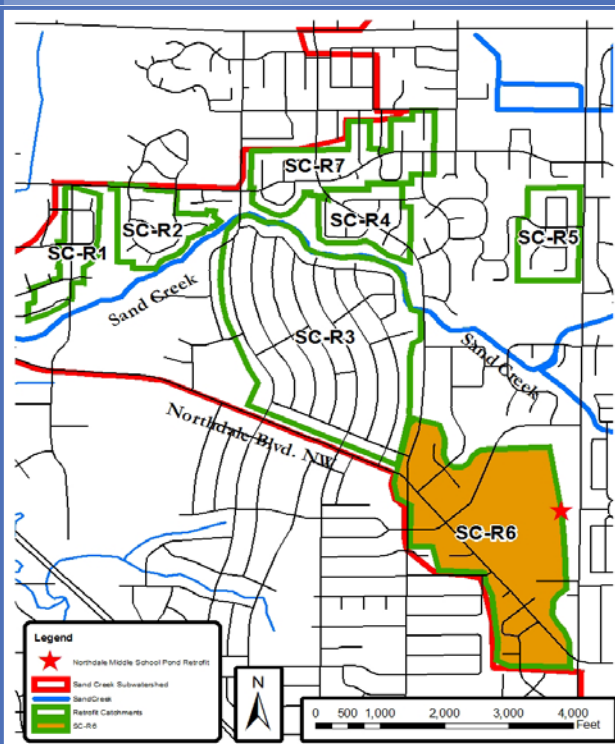 SC-R7
SC-R4
SC-R2
SC-R5
SC-R1
Sand Creek
SC-R3
Sand Creek
Northdale Blvd. NW
SC-R6
Legend
Northdale Middle School Pond Retrofit
Sand Creek Subwatershed
SandCreek
Retrofit Catchments
SC-R6
N
0 500 1,000 2,000 3,000 4,000
Feet